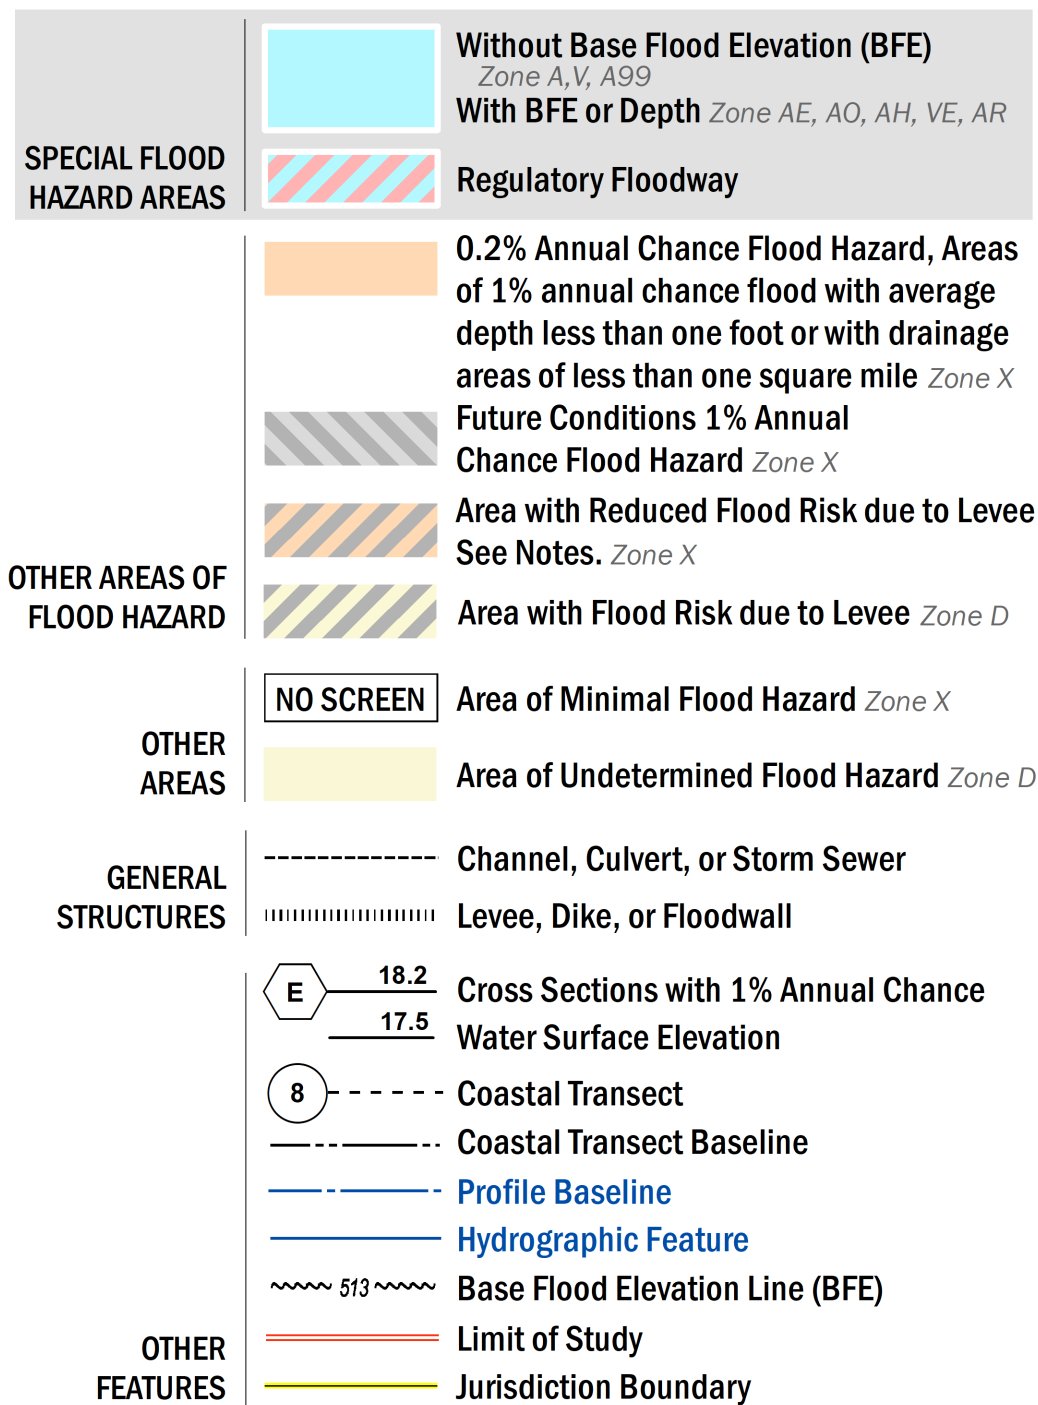 SPECIAL FLOOD
HAZARD AREAS
Without Base Flood Elevation (BFE)
Zone A,V, A99
With BFE or Depth Zone AE, AO, AH, VE, AR
Regulatory Floodway
OTHER AREAS OF
FLOOD HAZARD
0.2% Annual Chance Flood Hazard, Areas
of 1% annual chance flood with average
depth less than one foot or with drainage
areas of less than one square mile Zone X
Future Conditions 1% Annual
Chance Flood Hazard Zone X
Area with Reduced Flood Risk due to Levee
See Notes. Zone X
Area with Flood Risk due to Levee Zone D
OTHER
AREAS
NO SCREEN Area of Minimal Flood Hazard Zone X
Area of Undetermined Flood Hazard Zone D
GENERAL
STRUCTURES
Channel, Culvert, or Storm Sewer
Levee, Dike, or Floodwall
OTHER
FEATURES
E 18.2 Cross Sections with 1% Annual Chance
17.5 Water Surface Elevation
8 Coastal Transect
Coastal Transect Baseline
Profile Baseline
Hydrographic Feature
513 Base Flood Elevation Line (BFE)
Limit of Study
Jurisdiction Boundary